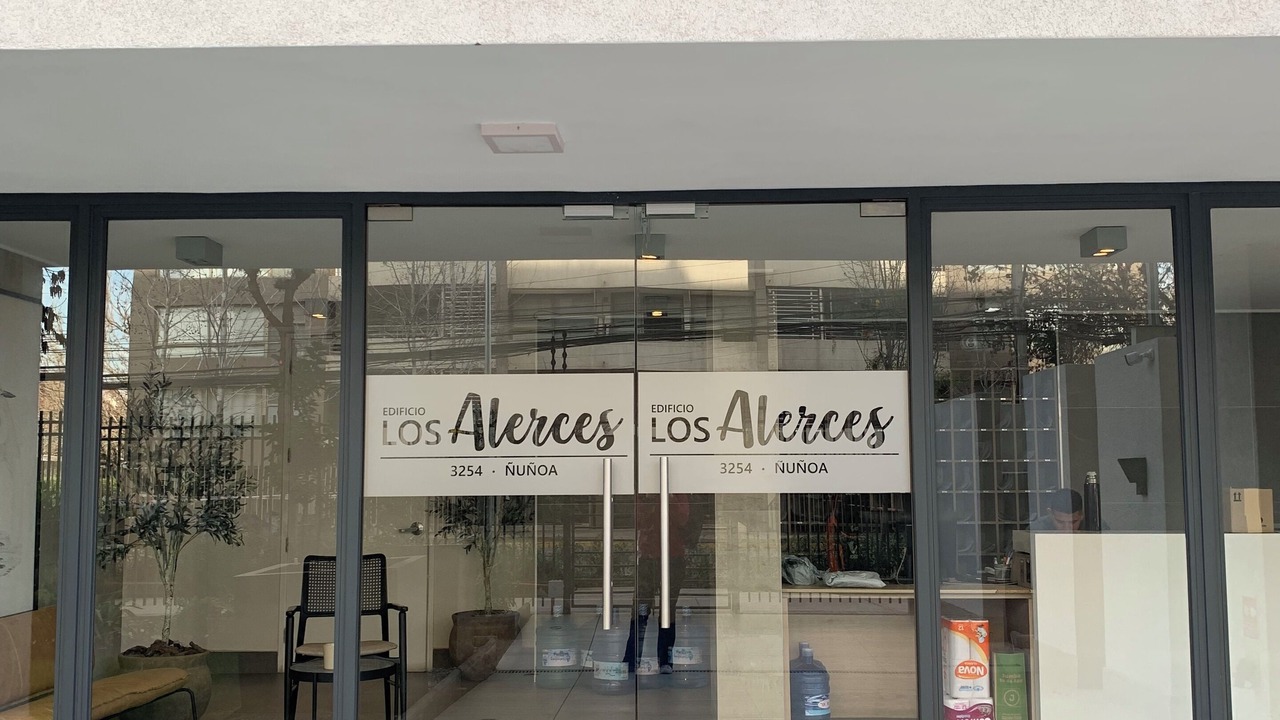 EDIFICIO
LOS Alerces
3254 · ÑUÑOA
EDIFICIO
LOS Alerces
3254 · ÑUÑOA
Nova